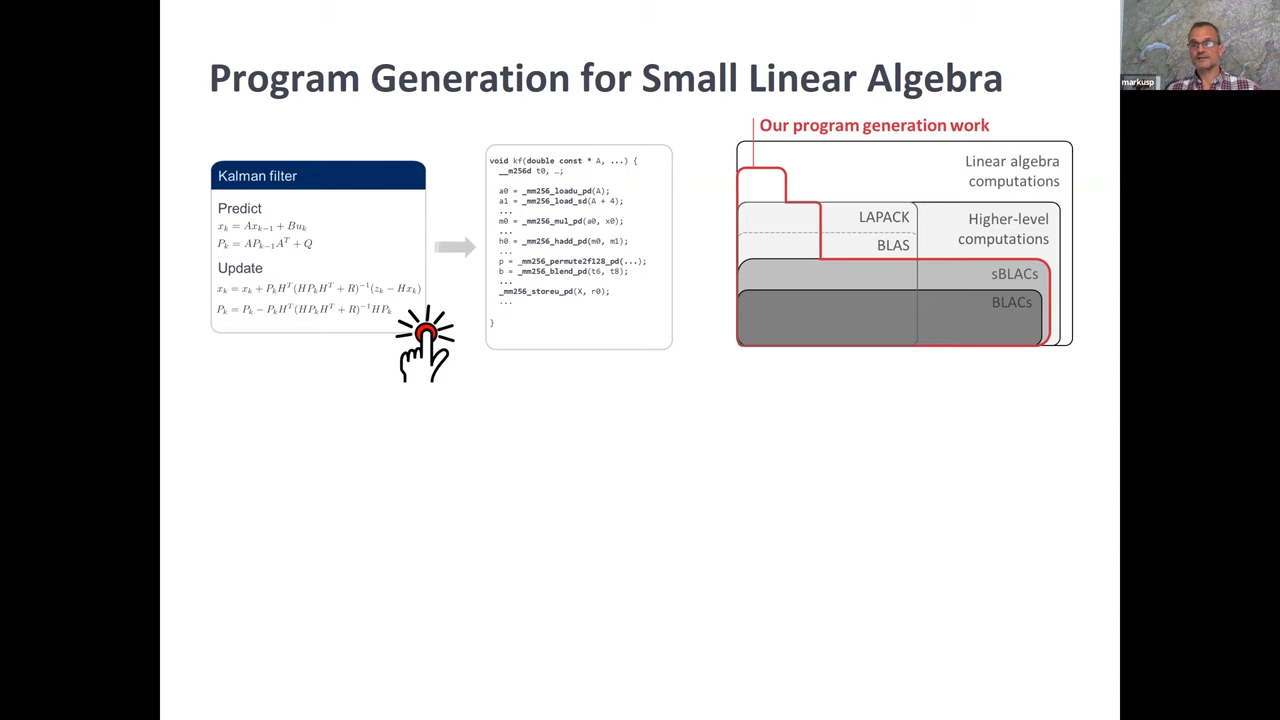 Program Generation for Small Linear Algebra
markusp
Kalman filter
Predict
x_k = Ax_{k-1} + Bu_k
P_k = AP_{k-1}A^T + Q
Update
x_k = x_k + P_kH^T(HP_kH^T + R)^{-1}(z_k − Hx_k)
P_k = P_k − P_kH^T(HP_kH^T + R)^{-1}HP_k
void kf(double const * A, ...) {
__m256d t0, …;
a0 = _mm256_loadu_pd(A);
a1 = _mm256_load_sd(A + 4);
...
m0 = _mm256_mul_pd(a0, x0);
...
h0 = _mm256_hadd_pd(m0, m1);
...
p = _mm256_permute2f128_pd(...);
b = _mm256_blend_pd(t6, t8);
...
_mm256_storeu_pd(X, r0);
...
}
Our program generation work
Linear algebra
computations
LAPACK
BLAS
Higher-level
computations
sBLACs
BLACs